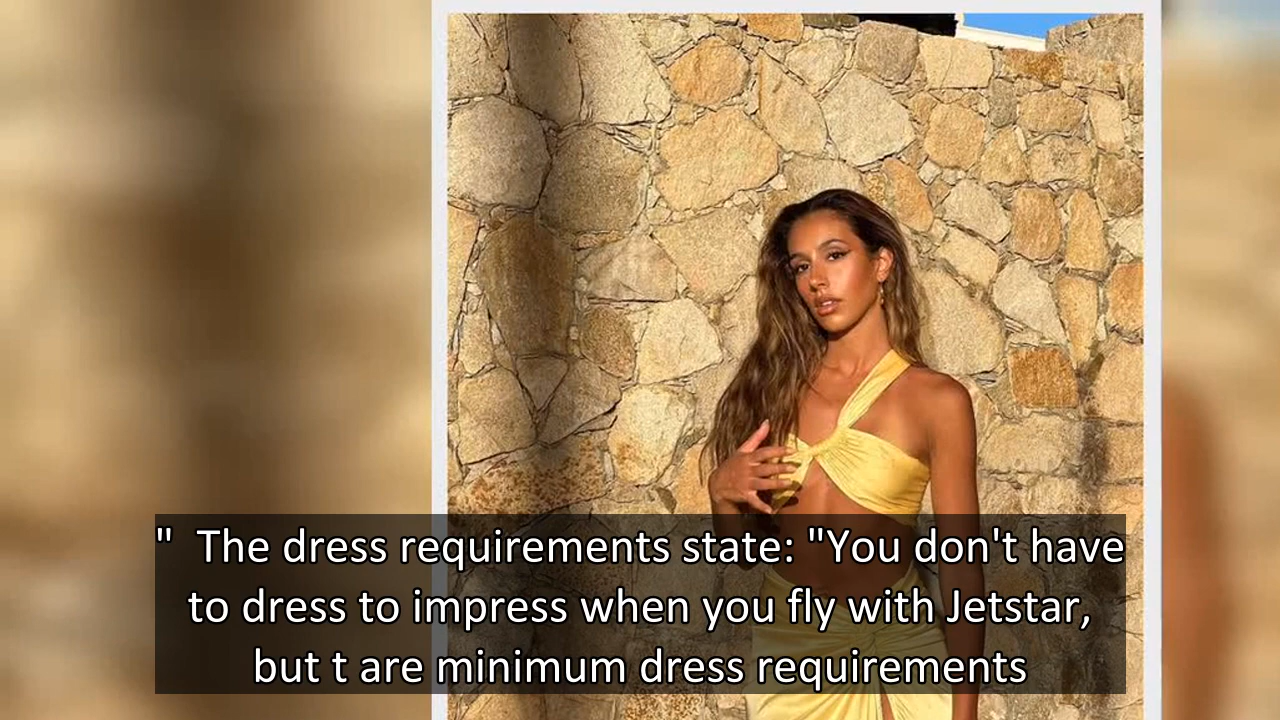 "  The dress requirements state: "You don't have
to dress to impress when you fly with Jetstar,
but t are minimum dress requirements